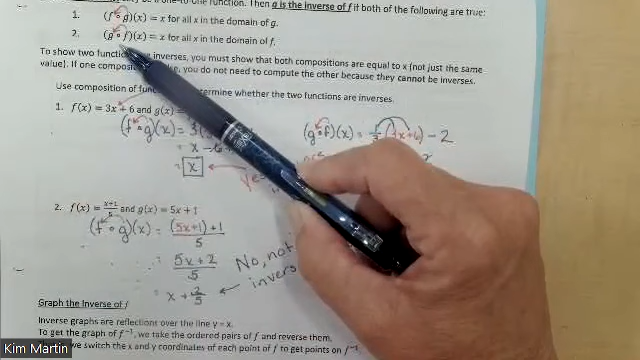 one-to-one function. Then g is the inverse of f if both of the following are true:
1. (f∘g)(x) = x for all x in the domain of g.
2. (g∘f)(x) = x for all x in the domain of f.
To show two functions inverses, you must show that both composites are equal to x (not just the same
value). If one compos you do not need to compute the other because they cannot be inverses.
Use composition of determine whether the two functions are inverses.
1. f(x) = 3x + 6 and g(x) =
(f∘g)(x) = 3( (g∘f)(x) = (3x+6) - 2
= x - 6
= x
2. f(x) = (x+1)/5 and g(x) = 5x + 1
(f∘g)(x) = ((5x+1)+1)/5
= (5x+2)/5 No, not
= x + 2/5 ← invers
Graph the Inverse of f
Inverse graphs are reflections over the line y = x.
To get the graph of f⁻¹, we take the ordered pairs of f and reverse them.
we switch the x and y coordinates of each point of f to get points on f⁻¹.
Kim Martin